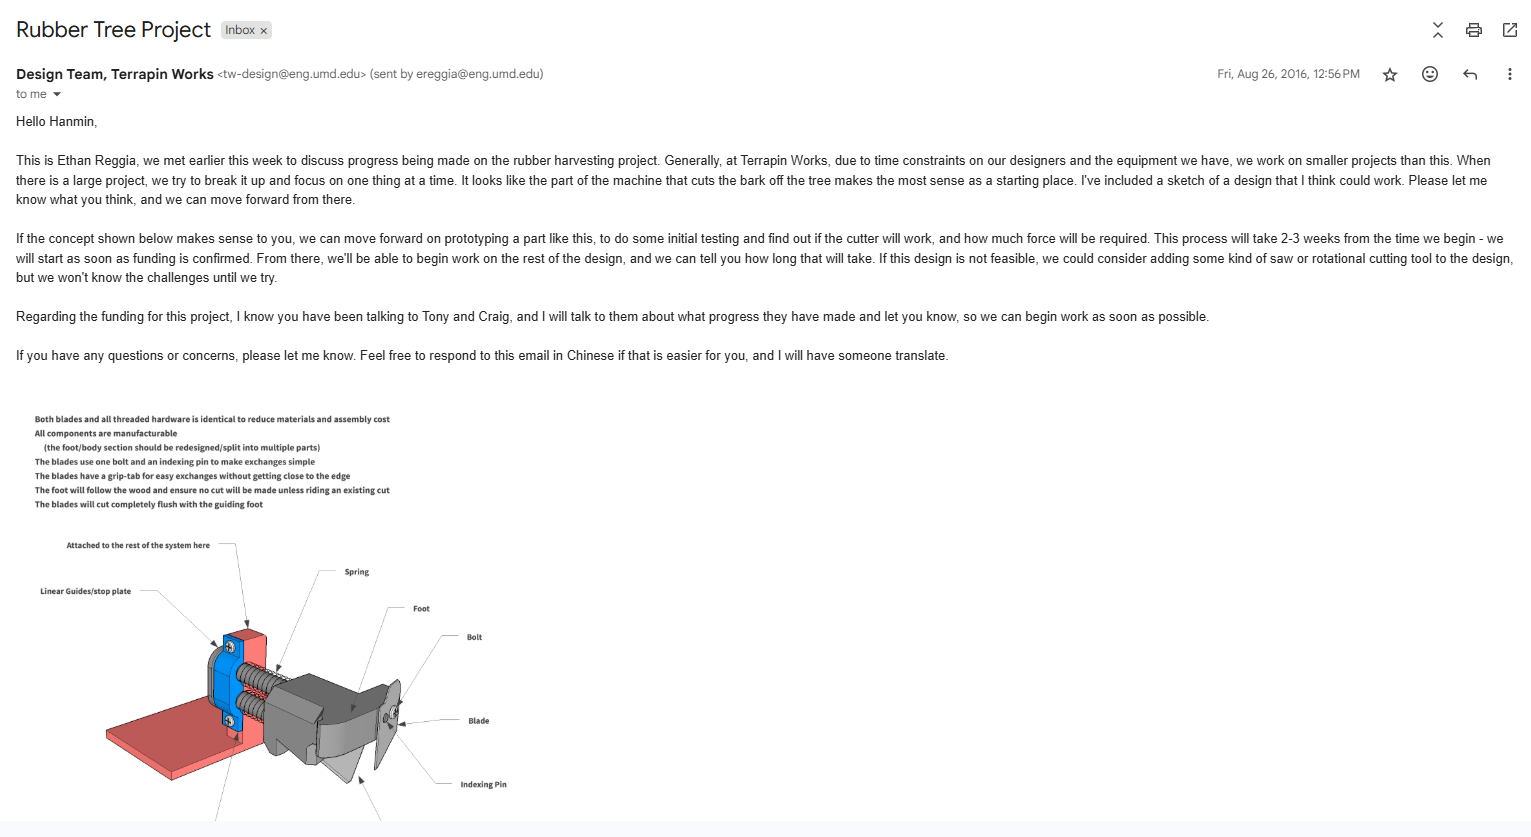 Rubber Tree Project Inbox ×
Design Team, Terrapin Works <tw-design@eng.umd.edu> (sent by ereggia@eng.umd.edu) Fri, Aug 26, 2016, 12:56 PM
to me
Hello Hanmin,
This is Ethan Reggia, we met earlier this week to discuss progress being made on the rubber harvesting project. Generally, at Terrapin Works, due to time constraints on our designers and the equipment we have, we work on smaller projects than this. When
there is a large project, we try to break it up and focus on one thing at a time. It looks like the part of the machine that cuts the bark off the tree makes the most sense as a starting place. I've included a sketch of a design that I think could work. Please let me
know what you think, and we can move forward from there.
If the concept shown below makes sense to you, we can move forward on prototyping a part like this, to do some initial testing and find out if the cutter will work, and how much force will be required. This process will take 2-3 weeks from the time we begin - we
will start as soon as funding is confirmed. From there, we'll be able to begin work on the rest of the design, and we can tell you how long that will take. If this design is not feasible, we could consider adding some kind of saw or rotational cutting tool to the design,
but we won't know the challenges until we try.
Regarding the funding for this project, I know you have been talking to Tony and Craig, and I will talk to them about what progress they have made and let you know, so we can begin work as soon as possible.
If you have any questions or concerns, please let me know. Feel free to respond to this email in Chinese if that is easier for you, and I will have someone translate.
Both blades and all threaded hardware is identical to reduce materials and assembly cost
All components are manufacturable
(the foot/body section should be redesigned/split into multiple parts)
The blades use one bolt and an indexing pin to make exchanges simple
The blades have a grip-tab for easy exchanges without getting close to the edge
The foot will follow the wood and ensure no cut will be made unless riding an existing cut
The blades will cut completely flush with the guiding foot
Attached to the rest of the system here
Spring
Linear Guides/stop plate
Foot
Bolt
Blade
Indexing Pin